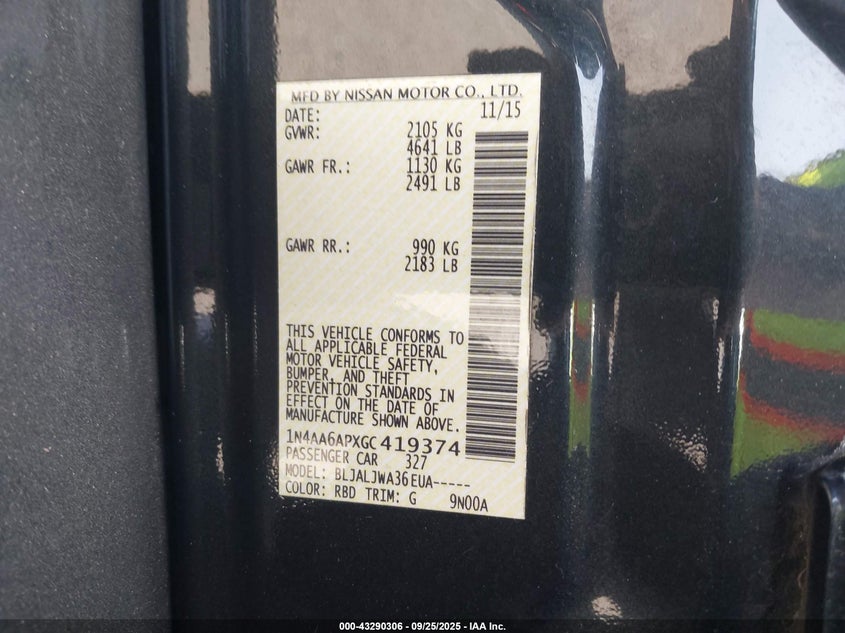 MFD BY NISSAN MOTOR CO., LTD.
DATE: 11/15
GVWR: 2105 KG
4641 LB
GAWR FR.: 1130 KG
2491 LB
GAWR RR.: 990 KG
2183 LB
THIS VEHICLE CONFORMS TO
ALL APPLICABLE FEDERAL
MOTOR VEHICLE SAFETY,
BUMPER, AND THEFT
PREVENTION STANDARDS IN
EFFECT ON THE DATE OF
MANUFACTURE SHOWN ABOVE.
1N4AA6APXGC419374
PASSENGER CAR 327
MODEL: BLJALJWA36EUA-----
COLOR: RBD TRIM: G 9N00A
000-43290306 - 09/25/2025 - IAA Inc.